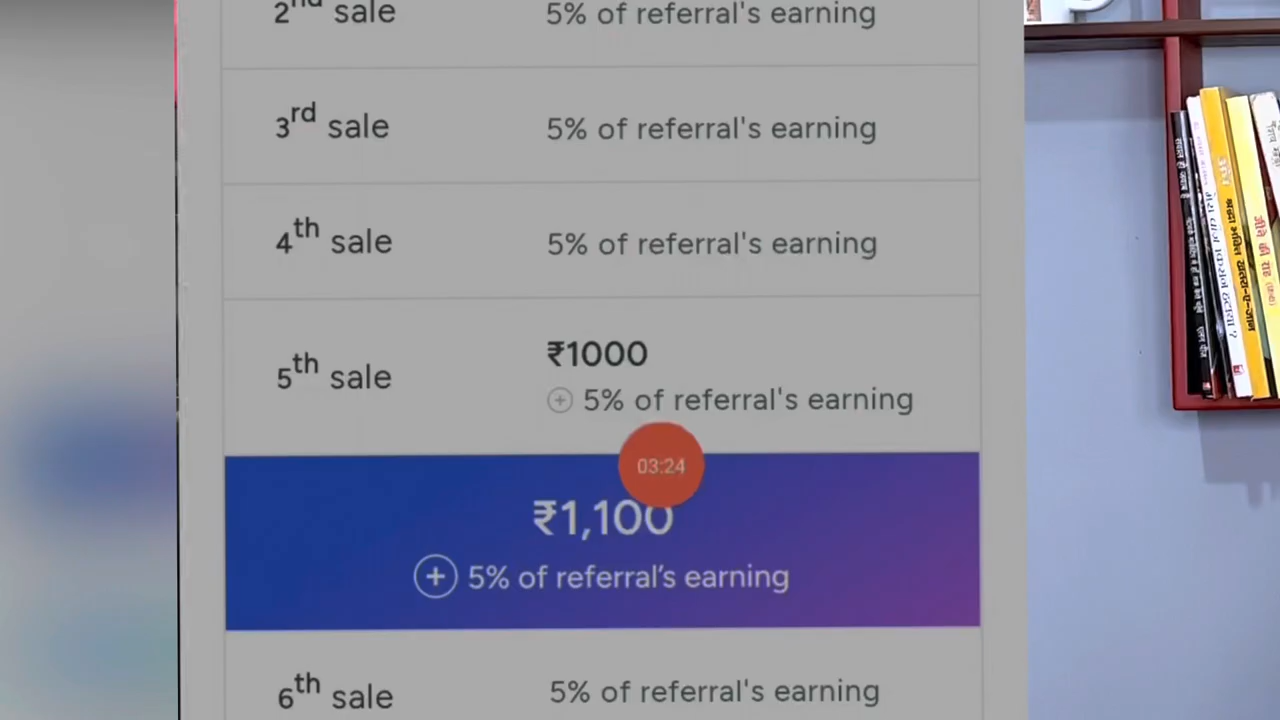 2nd sale 5% of referral's earning
3rd sale 5% of referral's earning
4th sale 5% of referral's earning
5th sale ₹1000
+ 5% of referral's earning
03:24
₹1,100
+ 5% of referral's earning
6th sale 5% of referral's earning